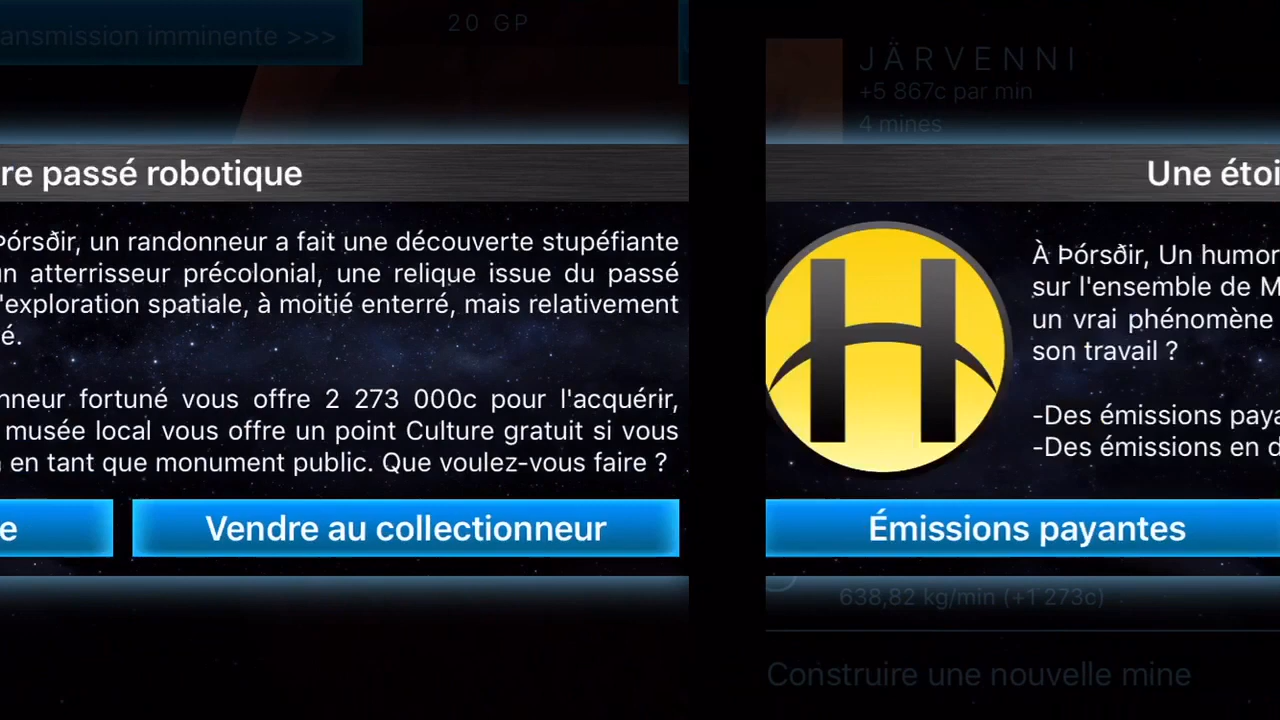 ansmission imminente >>>
20 GP
re passé robotique
Þórsðir, un randonneur a fait une découverte stupéfiante
un atterrisseur précolonial, une relique issue du passé
l'exploration spatiale, à moitié enterré, mais relativement
é.
nneur fortuné vous offre 2 273 000c pour l'acquérir,
musée local vous offre un point Culture gratuit si vous
en tant que monument public. Que voulez-vous faire ?
e
Vendre au collectionneur
JÄRVENNI
+5 867c par min
4 mines
Une étoi
À Þórsðir, Un humor
sur l'ensemble de M
un vrai phénomène
son travail ?
-Des émissions paya
-Des émissions en d
Émissions payantes
638,82 kg/min (+1 273c)
Construire une nouvelle mine